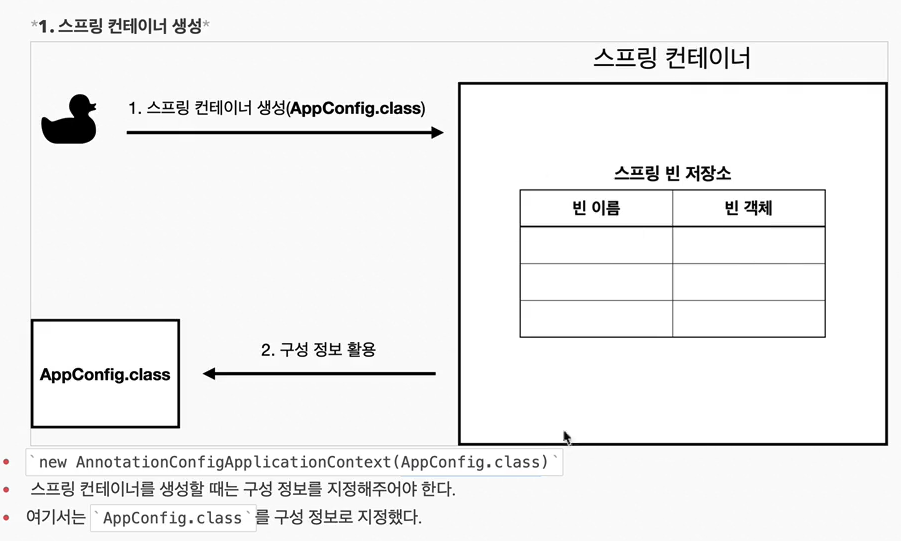 *1. 스프링 컨테이너 생성*
스프링 컨테이너
1. 스프링 컨테이너 생성(AppConfig.class)
스프링 빈 저장소
빈 이름 빈 객체
2. 구성 정보 활용
AppConfig.class
`new AnnotationConfigApplicationContext(AppConfig.class)`
스프링 컨테이너를 생성할 때는 구성 정보를 지정해주어야 한다.
여기서는 `AppConfig.class`를 구성 정보로 지정했다.